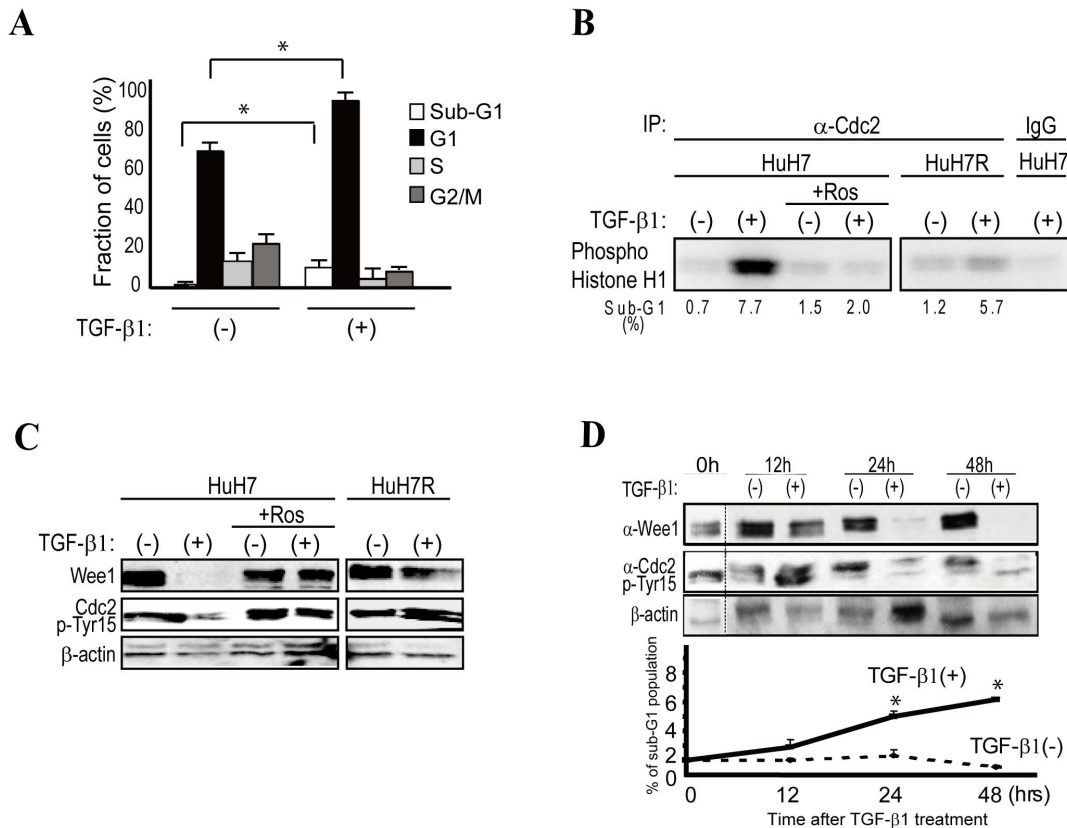 A
Fraction of cells (%)
100
80
60
40
20
0
*
*
Sub-G1
G1
S
G2/M
TGF-β1: (-) (+)
B
IP: α-Cdc2 IgG
HuH7 HuH7R HuH7
+Ros
TGF-β1: (-) (+) (-) (+) (-) (+) (+)
Phospho
Histone H1
Sub-G1 0.7 7.7 1.5 2.0 1.2 5.7
(%)
C
HuH7 HuH7R
+Ros
TGF-β1: (-) (+) (-) (+) (-) (+)
Wee1
Cdc2
p-Tyr15
β-actin
D
0h 12h 24h 48h
TGF-β1: (-) (+) (-) (+) (-) (+)
α-Wee1
α-Cdc2
p-Tyr15
β-actin
% of sub-G1 population
8
6
4
2
0
TGF-β1(+)
*
*
TGF-β1(-)
0 12 24 48 (hrs)
Time after TGF-β1 treatment